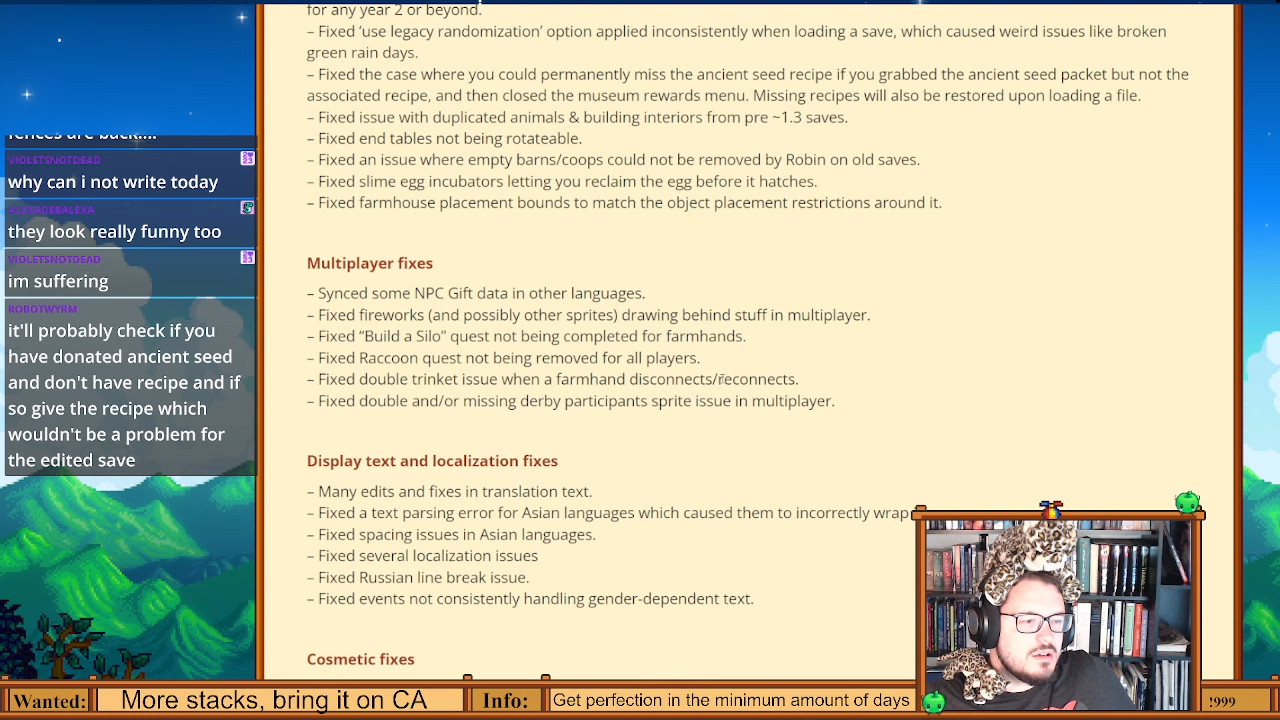 for any year 2 or beyond.
– Fixed ‘use legacy randomization’ option applied inconsistently when loading a save, which caused weird issues like broken
green rain days.
– Fixed the case where you could permanently miss the ancient seed recipe if you grabbed the ancient seed packet but not the
associated recipe, and then closed the museum rewards menu. Missing recipes will also be restored upon loading a file.
– Fixed issue with duplicated animals & building interiors from pre ~1.3 saves.
– Fixed end tables not being rotateable.
– Fixed an issue where empty barns/coops could not be removed by Robin on old saves.
– Fixed slime egg incubators letting you reclaim the egg before it hatches.
– Fixed farmhouse placement bounds to match the object placement restrictions around it.
Multiplayer fixes
– Synced some NPC Gift data in other languages.
– Fixed fireworks (and possibly other sprites) drawing behind stuff in multiplayer.
– Fixed “Build a Silo” quest not being completed for farmhands.
– Fixed Raccoon quest not being removed for all players.
– Fixed double trinket issue when a farmhand disconnects/reconnects.
– Fixed double and/or missing derby participants sprite issue in multiplayer.
Display text and localization fixes
– Many edits and fixes in translation text.
– Fixed a text parsing error for Asian languages which caused them to incorrectly wrap
– Fixed spacing issues in Asian languages.
– Fixed several localization issues
– Fixed Russian line break issue.
– Fixed events not consistently handling gender-dependent text.
Cosmetic fixes
fences are back....
VIOLETSNOTDEAD
why can i not write today
they look really funny too
VIOLETSNOTDEAD
im suffering
ROBOTWYRM
it'll probably check if you
have donated ancient seed
and don't have recipe and if
so give the recipe which
wouldn't be a problem for
the edited save
Wanted: More stacks, bring it on CA Info: Get perfection in the minimum amount of days !999